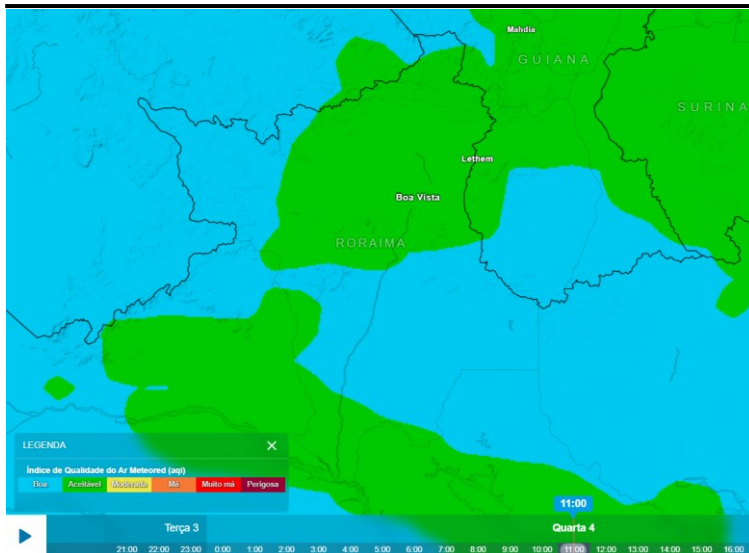 Mahdia
GUIANA
SURINA
Lethem
Boa Vista
RORAIMA
LEGENDA
Índice de Qualidade do Ar Meteored (aqi)
Boa Aceitável Moderada Má Muito má Perigosa
11:00
Terça 3 Quarta 4
21:00 22:00 23:00 0:00 1:00 2:00 3:00 4:00 5:00 6:00 7:00 8:00 9:00 10:00 11:00 12:00 13:00 14:00 15:00 16:00